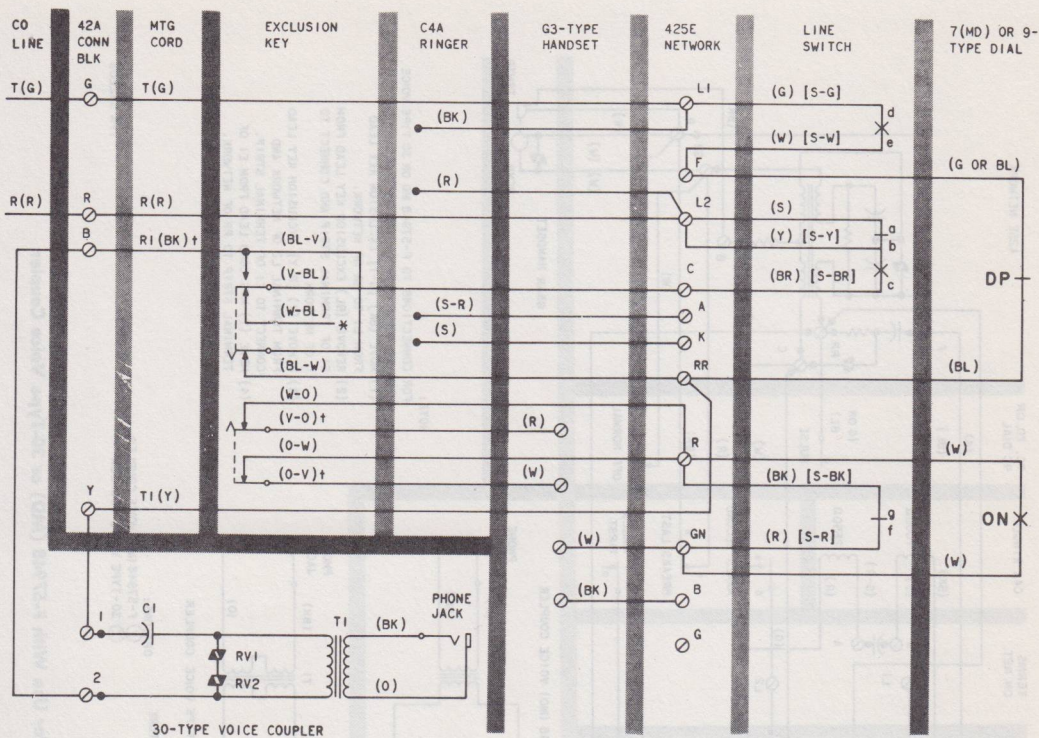 CO LINE
42A CONN BLK
MTG CORD
EXCLUSION KEY
C4A RINGER
G3-TYPE HANDSET
425E NETWORK
LINE SWITCH
7(MD) OR 9-TYPE DIAL
T(G)
G
T(G)
L1
(G) [S-G]
d
(BK)
e
(W) [S-W]
F
(G OR BL)
(R)
L2
R(R)
R
R(R)
(S)
a
B
R1(BK)†
(BL-V)
(Y) [S-Y]
b
(V-BL)
C
(BR) [S-BR]
c
DP
(W-BL)
*
(S-R)
A
(S)
K
(BL-W)
RR
(BL)
(W-O)
(V-O)†
(R)
(O-W)
R
(W)
(O-V)†
(W)
(BK) [S-BK]
Y
T1(Y)
g
f
ON
(W)
GN
(R) [S-R]
(W)
(BK)
B
1
C1
T1
(BK)
PHONE JACK
G
RV1
RV2
2
(O)
30-TYPE VOICE COUPLER